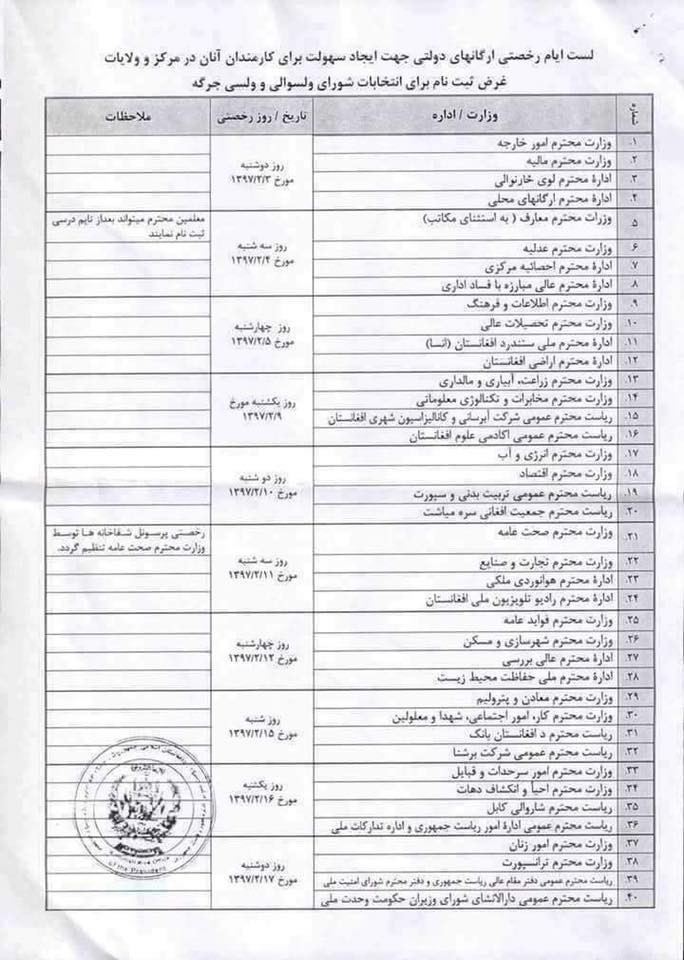 لست ایام رخصتی ارگانهای دولتی جهت ایجاد سهولت برای کارمندان آنان در مرکز و ولایات
غرض ثبت نام برای انتخابات شورای ولسوالی و ولسی جرگه
شماره وزارت / اداره تاریخ / روز رخصتی ملاحظات
۱. وزارت محترم امور خارجه
۲. وزارت محترم مالیه
روز دوشنبه
مورخ ۱۳۹۷/۲/۳
۳. ادارهٔ محترم لوی څارنوالی
۴. ادارهٔ محترم ارگانهای محلی
۵ وزرات محترم معارف ( به استثنای مکاتب)
معلمین محترم میتواند بعداز تایم درسی
ثبت نام نمایند
روز سه شنبه
مورخ ۱۳۹۷/۲/۴
۶ وزارت محترم عدلیه
۷ ادارهٔ محترم احصائیه مرکزی
۸ ادارهٔ محترم عالی مبارزه با فساد اداری
۹. وزارت محترم اطلاعات و فرهنگ
۱۰. وزارت محترم تحصیلات عالی
روز چهارشنبه
مورخ ۱۳۹۷/۲/۵
۱۱. ادارهٔ محترم ملی ستندرد افغانستان (انسا)
۱۲. ادارهٔ محترم اراضی افغانستان
۱۳. وزارت محترم زراعت، آبیاری و مالداری
۱۴. وزارت محترم مخابرات و تکنالوژی معلوماتی
روز یکشنبه مورخ
۱۳۹۷/۲/۹
۱۵. ریاست محترم عمومی شرکت آبرسانی و کانالیزاسیون شهری افغانستان
۱۶. ریاست محترم عمومی اکادمی علوم افغانستان
۱۷. وزارت محترم انرژی و آب
۱۸. وزارت محترم اقتصاد
روز دو شنبه
مورخ ۱۳۹۷/۲/۱۰
۱۹. ریاست محترم عمومی تربیت بدنی و سپورت
۲۰. ریاست محترم جمعیت افغانی سره میاشت
۲۱. وزارت محترم صحت عامه
رخصتی پرسونل شفاخانه ها توسط
وزارت محترم صحت عامه تنظیم گردد.
روز سه شنبه
مورخ ۱۳۹۷/۲/۱۱
۲۲. وزارت محترم تجارت و صنایع
۲۳. ادارهٔ محترم هوانوردی ملکی
۲۴. ادارهٔ محترم رادیو تلویزیون ملی افغانستان
۲۵. وزارت محترم فواید عامه
۲۶. وزارت محترم شهرسازی و مسکن
روز چهارشنبه
مورخ ۱۳۹۷/۲/۱۲
۲۷. ادارهٔ محترم عالی بررسی
۲۸. ادارهٔ محترم ملی حفاظت محیط زیست
۲۹. وزارت محترم معادن و پترولیم
۳۰. وزارت محترم کار، امور اجتماعی، شهدا و معلولین
روز شنبه
مورخ ۱۳۹۷/۲/۱۵
۳۱. ریاست محترم د افغانستان بانک
۳۲. ریاست محترم عمومی شرکت برشنا
۳۳. وزارت محترم امور سرحدات و قبایل
۳۴. وزارت محترم احیأ و انکشاف دهات
روز یکشنبه
مورخ ۱۳۹۷/۲/۱۶
۳۵. ریاست محترم شاروالی کابل
۳۶. ریاست محترم عمومی ادارهٔ امور ریاست جمهوری و اداره تدارکات ملی
۳۷. وزارت محترم امور زنان
۳۸. وزارت محترم ترانسپورت
روز دوشنبه
مورخ ۱۳۹۷/۲/۱۷
۳۹. ریاست محترم عمومی دفتر مقام عالی ریاست جمهوری و دفتر محترم شورای امنیت ملی
۴۰. ریاست محترم عمومی دارالانشای شورای وزیران حکومت وحدت ملی
of the President